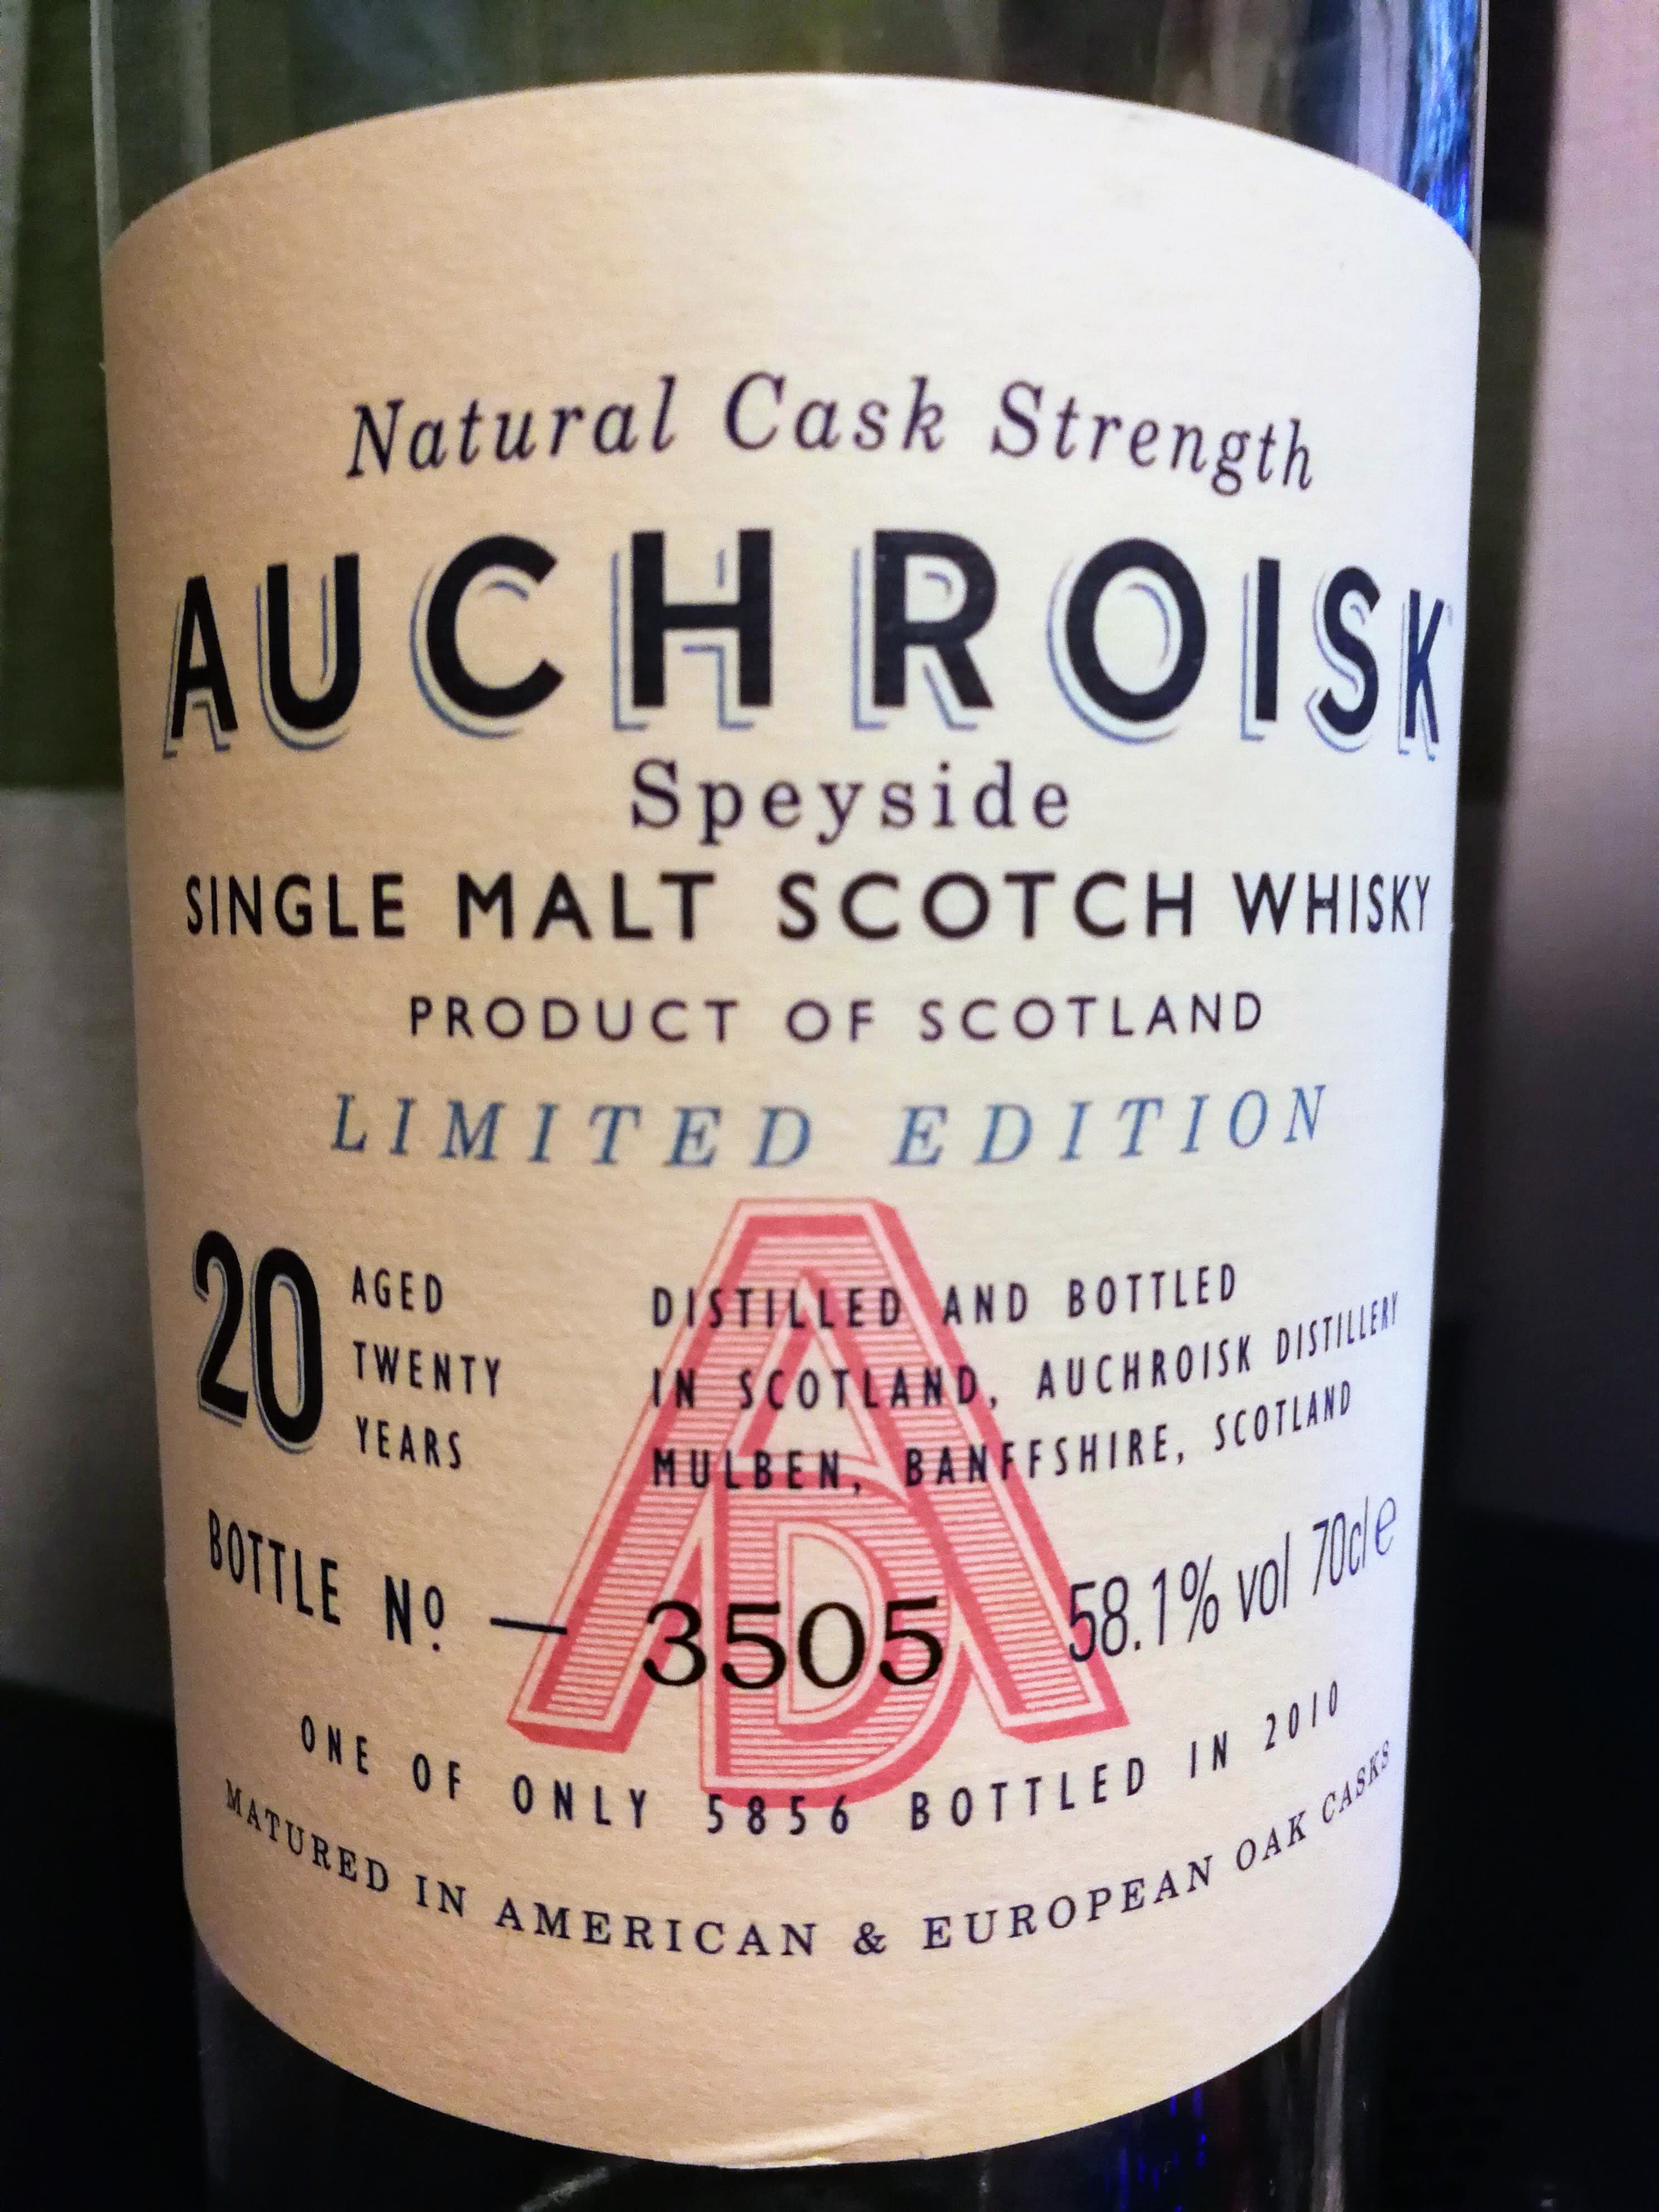 Natural Cask Strength
AUCHROISK
Speyside
SINGLE MALT SCOTCH WHISKY
PRODUCT OF SCOTLAND
LIMITED EDITION
20
AGED
TWENTY
YEARS
DISTILLED AND BOTTLED
IN SCOTLAND, AUCHROISK DISTILLERY
MULBEN, BANFFSHIRE, SCOTLAND
BOTTLE Nº — 3505
58.1% vol 70cl e
AD
ONE OF ONLY 5856 BOTTLED IN 2010
MATURED IN AMERICAN & EUROPEAN OAK CASKS